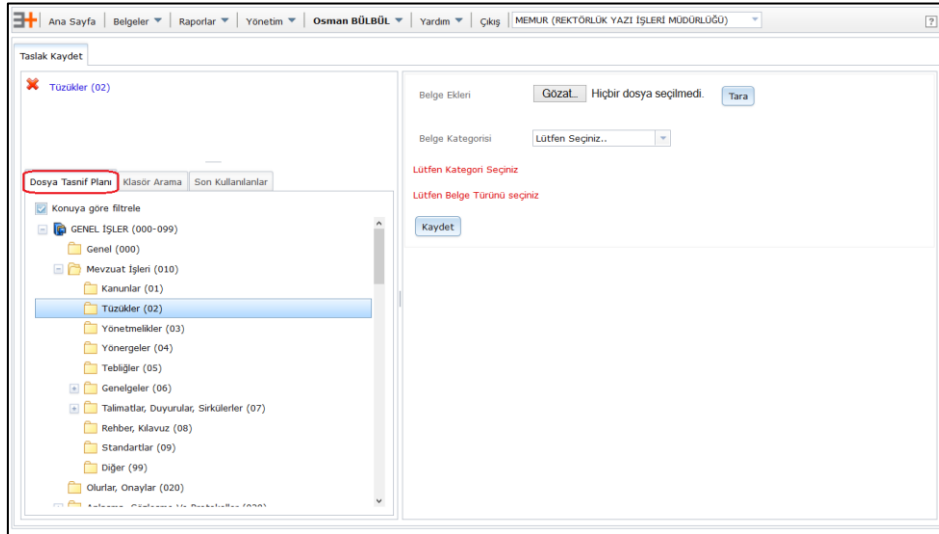 Ana Sayfa Belgeler Raporlar Yönetim Osman BÜLBÜL Yardım Çıkış MEMUR (REKTÖRLÜK YAZI İŞLERİ MÜDÜRLÜĞÜ) ?
Taslak Kaydet
Tüzükler (02)
Dosya Tasnif Planı Klasör Arama Son Kullanılanlar
Konuya göre filtrele
GENEL İŞLER (000-099)
Genel (000)
Mevzuat İşleri (010)
Kanunlar (01)
Tüzükler (02)
Yönetmelikler (03)
Yönergeler (04)
Tebliğler (05)
Genelgeler (06)
Talimatlar, Duyurular, Sirkülerler (07)
Rehber, Kılavuz (08)
Standartlar (09)
Diğer (99)
Olurlar, Onaylar (020)
Belge Ekleri Gözat... Hiçbir dosya seçilmedi. Tara
Belge Kategorisi Lütfen Seçiniz..
Lütfen Kategori Seçiniz
Lütfen Belge Türünü seçiniz
Kaydet